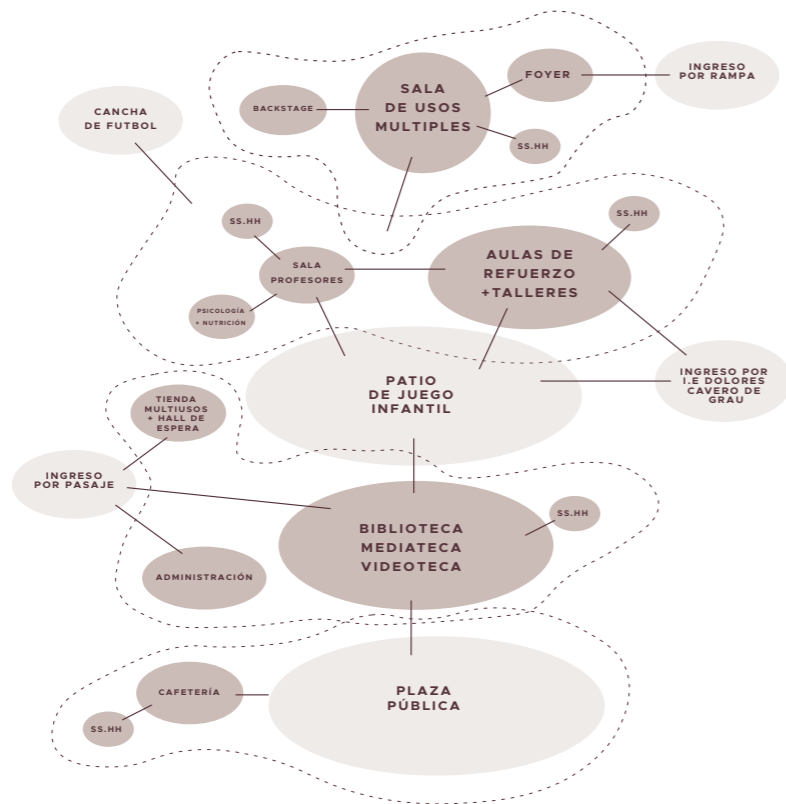 SALA
DE USOS
MULTIPLES
FOYER
INGRESO
POR RAMPA
BACKSTAGE
CANCHA
DE FUTBOL
SS.HH
SS.HH
SS.HH
AULAS DE
REFUERZO
+TALLERES
SALA
PROFESORES
PSICOLOGÍA
+ NUTRICIÓN
PATIO
DE JUEGO
INFANTIL
INGRESO POR
I.E DOLORES
CAVERO DE
GRAU
TIENDA
MULTIUSOS
+ HALL DE
ESPERA
INGRESO
POR PASAJE
BIBLIOTECA
MEDIATECA
VIDEOTECA
SS.HH
ADMINISTRACIÓN
CAFETERÍA
PLAZA
PÚBLICA
SS.HH